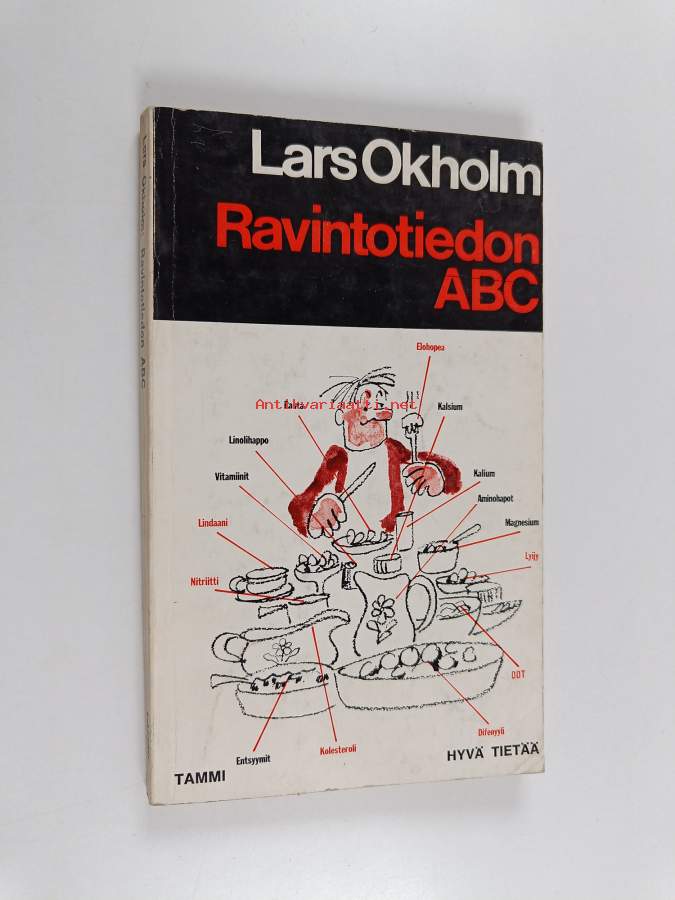 Lars Okholm
Ravintotiedon
ABC
Elohopea
Antikvariaatti.net
Kalsium
Linolihappo
Vitamiinit
Kalium
Aminohapot
Lindaani
Magnesium
Lyijy
Nitriitti
DDT
Difenyyli
Kolesteroli
Entsyymit
HYVÄ TIETÄÄ
TAMMI
Lars Okholm: Ravintotiedon ABC